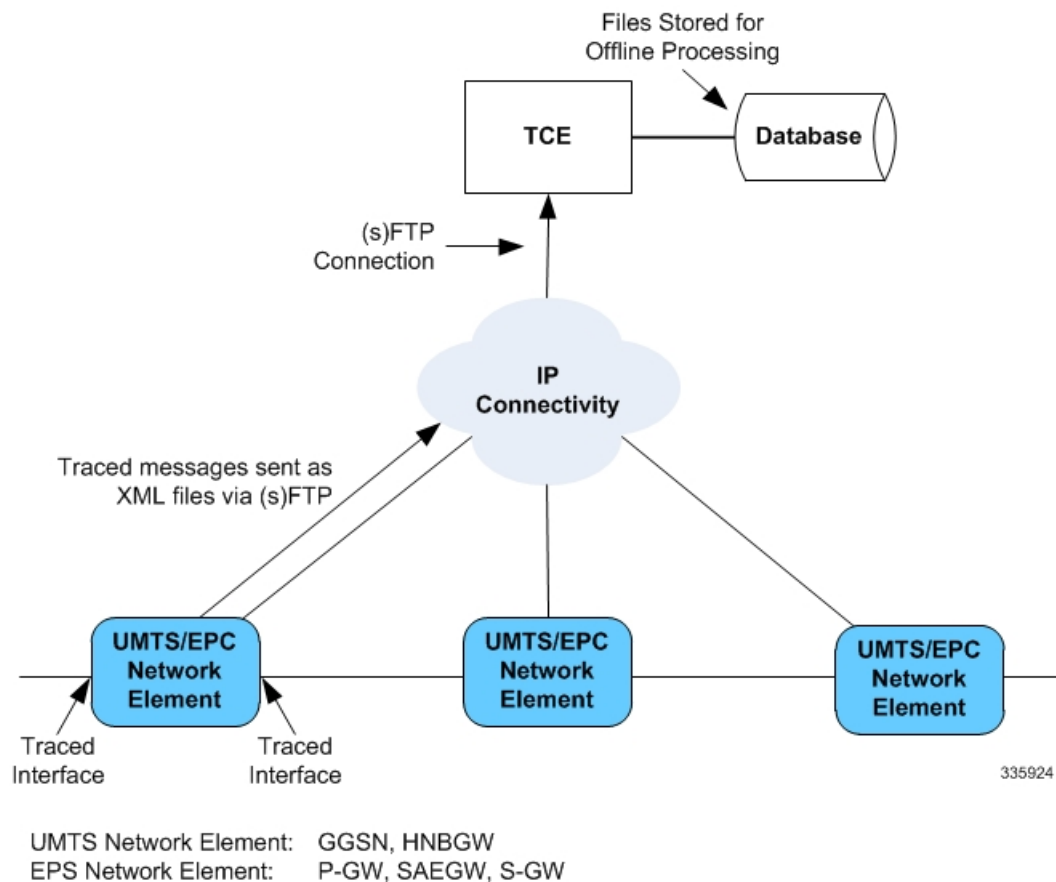 Files Stored for
Offline Processing
TCE
Database
(s)FTP
Connection
IP
Connectivity
Traced messages sent as
XML files via (s)FTP
UMTS/EPC
Network
Element
UMTS/EPC
Network
Element
UMTS/EPC
Network
Element
Traced
Interface
Traced
Interface
335924
UMTS Network Element: GGSN, HNBGW
EPS Network Element: P-GW, SAEGW, S-GW